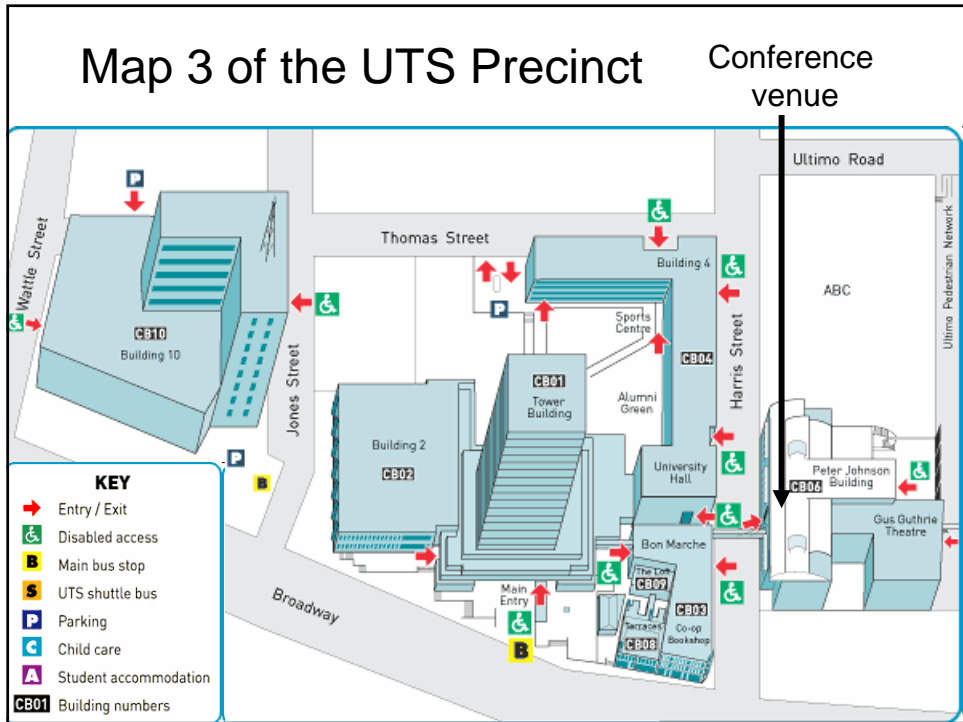 Map 3 of the UTS Precinct
Conference
venue
Ultimo Road
Wattle Street
P
Thomas Street
Building 4
Ultimo Pedestrian Network
ABC
P
Sports
Centre
CB10
Building 10
Jones Street
CB04
Harris Street
CB01
Tower
Building
Alumni
Green
Building 2
CB02
University
Hall
Peter Johnson
CB06
Building
P
B
Gus Guthrie
Theatre
Bon Marche
The Loft
CB09
Main
Entry
CB03
Co-op
Bookshop
Terraces
CB08
Broadway
B
KEY
Entry / Exit
Disabled access
B Main bus stop
S UTS shuttle bus
P Parking
C Child care
A Student accommodation
CB01 Building numbers